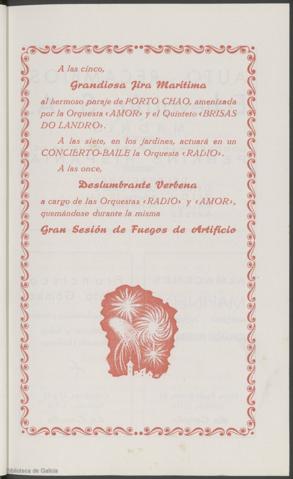 A las cinco,
Grandiosa Jira Marítima
al hermoso paraje de PORTO CHAO, amenizada
por la Orquesta «AMOR» y el Quinteto «BRISAS
DO LANDRO».
A las siete, en los jardines, actuará en un
CONCIERTO-BAILE la Orquesta «RADIO».
A las once,
Deslumbrante Verbena
a cargo de las Orquestas «RADIO» y «AMOR»,
quemándose durante la misma
Gran Sesión de Fuegos de Artificio
Biblioteca de Galicia